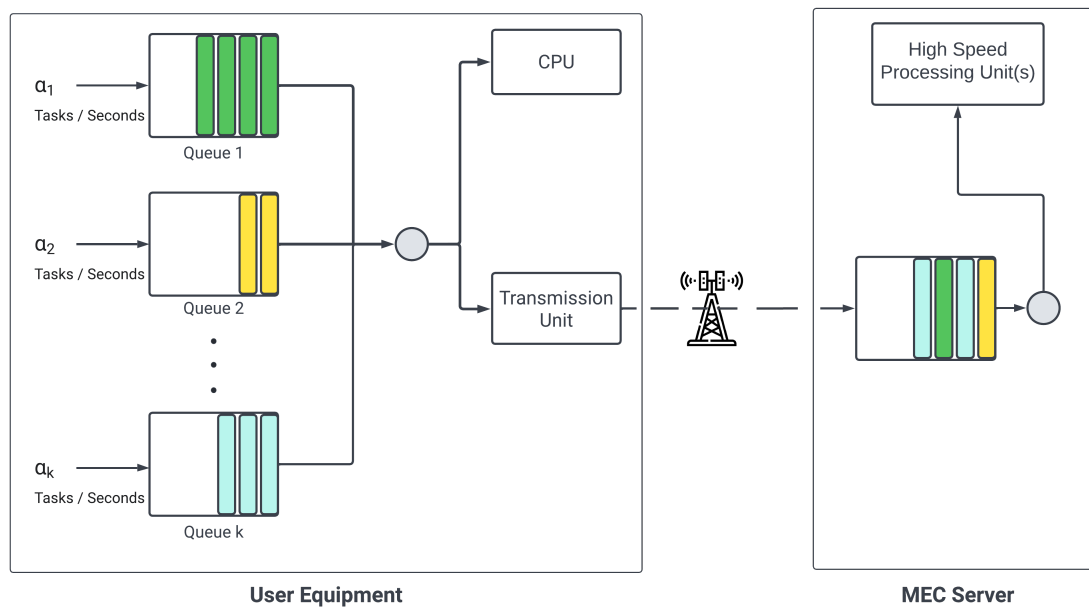 α1
Tasks / Seconds
Queue 1
α2
Tasks / Seconds
Queue 2
αk
Tasks / Seconds
Queue k
CPU
Transmission
Unit
User Equipment
High Speed
Processing Unit(s)
MEC Server